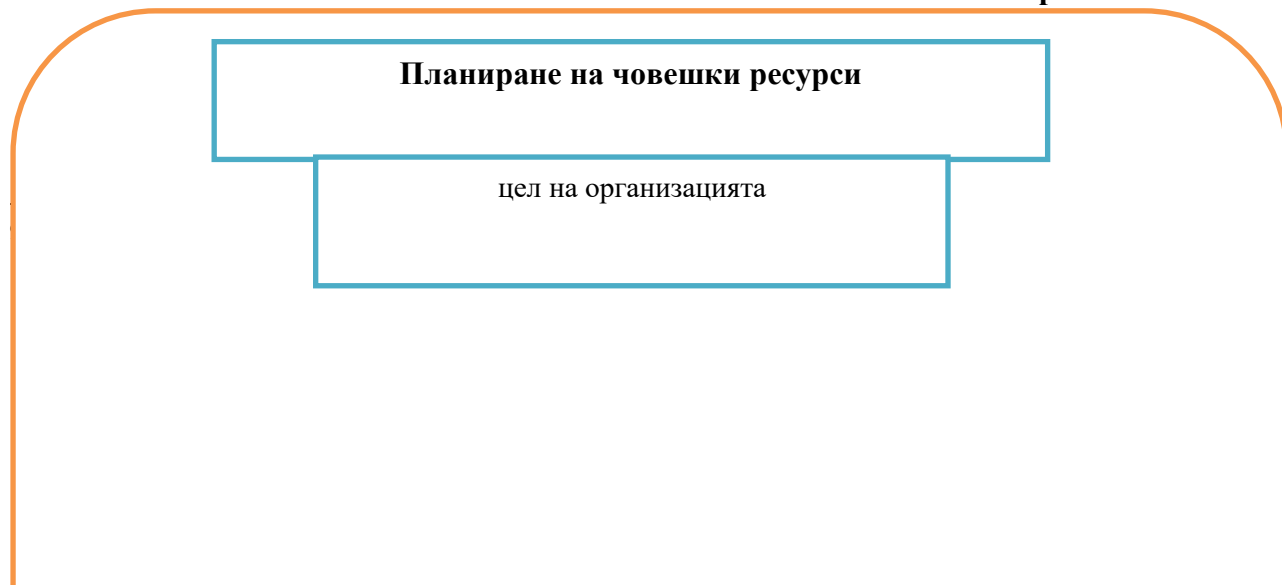 Планиране на човешки ресурси
цел на организацията